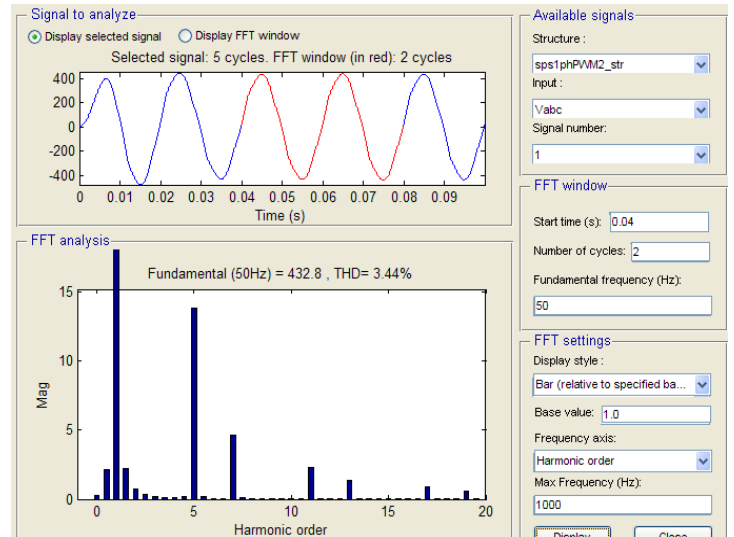 Signal to analyze
Display selected signal Display FFT window
Selected signal: 5 cycles. FFT window (in red): 2 cycles
400
200
0
-200
-400
0 0.01 0.02 0.03 0.04 0.05 0.06 0.07 0.08 0.09
Time (s)
FFT analysis
Fundamental (50Hz) = 432.8 , THD= 3.44%
15
10
5
0
Mag
0 5 10 15 20
Harmonic order
Available signals
Structure :
sps1phPWM2_str
Input :
Vabc
Signal number:
1
FFT window
Start time (s): 0.04
Number of cycles: 2
Fundamental frequency (Hz):
50
FFT settings
Display style :
Bar (relative to specified ba...
Base value: 1.0
Frequency axis:
Harmonic order
Max Frequency (Hz):
1000
Display Close